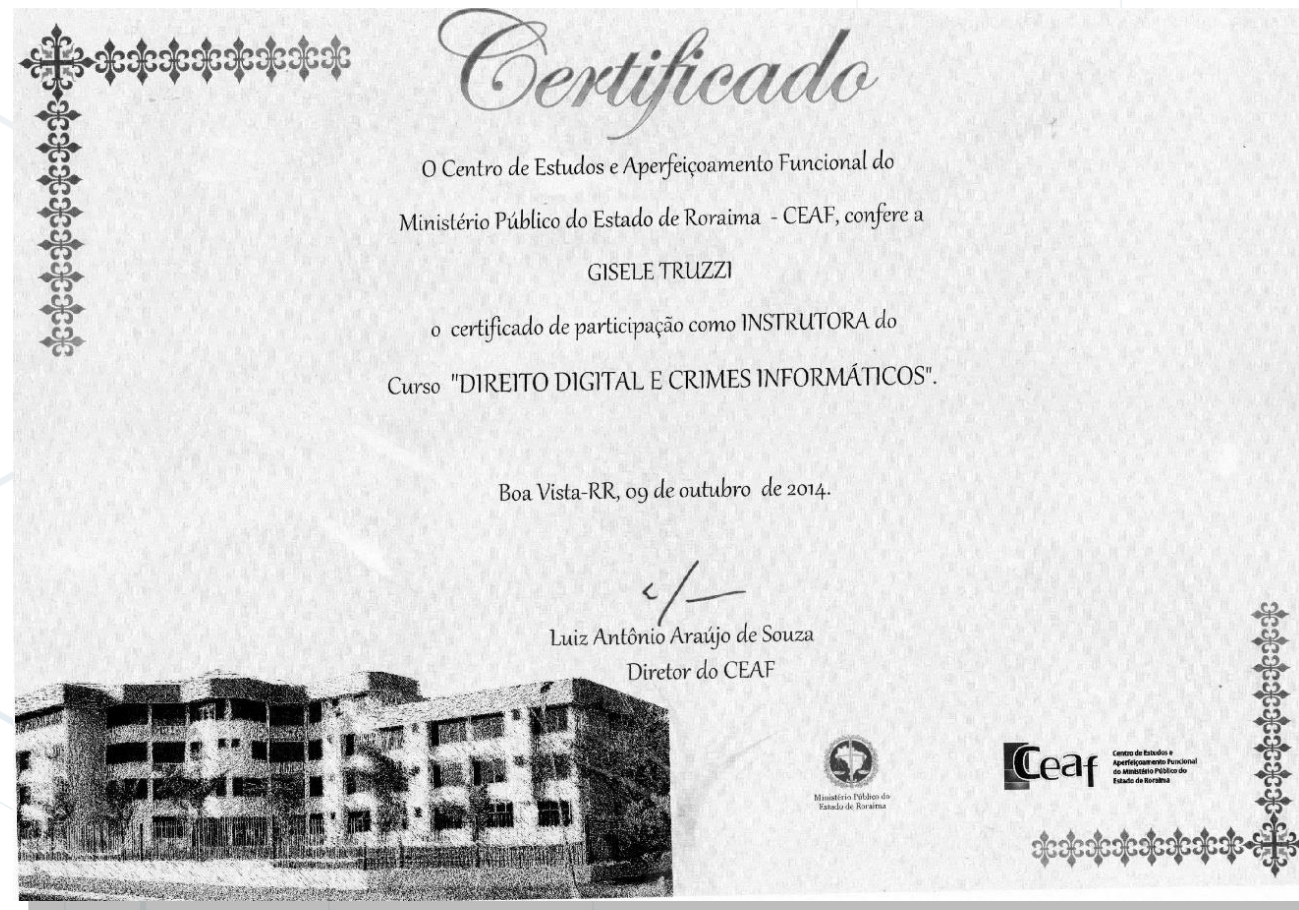 Certificado
O Centro de Estudos e Aperfeiçoamento Funcional do
Ministério Público do Estado de Roraima - CEAF, confere a
GISELE TRUZZI
o certificado de participação como INSTRUTORA do
Curso "DIREITO DIGITAL E CRIMES INFORMÁTICOS".
Boa Vista-RR, 09 de outubro de 2014.
Luiz Antônio Araújo de Souza
Diretor do CEAF
Ministério Público do
Estado de Roraima
Ceaf
Centro de Estudos e
Aperfeiçoamento Funcional
do Ministério Público do
Estado de Roraima